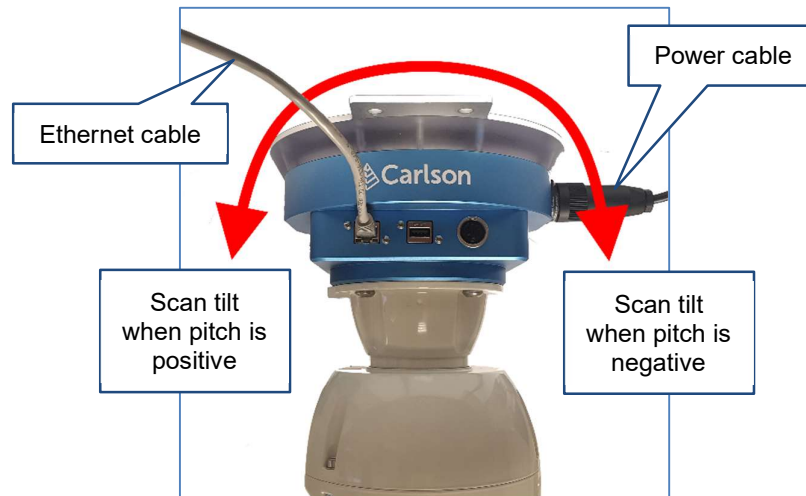 Power cable
Ethernet cable
Carlson
Scan tilt
when pitch is
positive
Scan tilt
when pitch is
negative